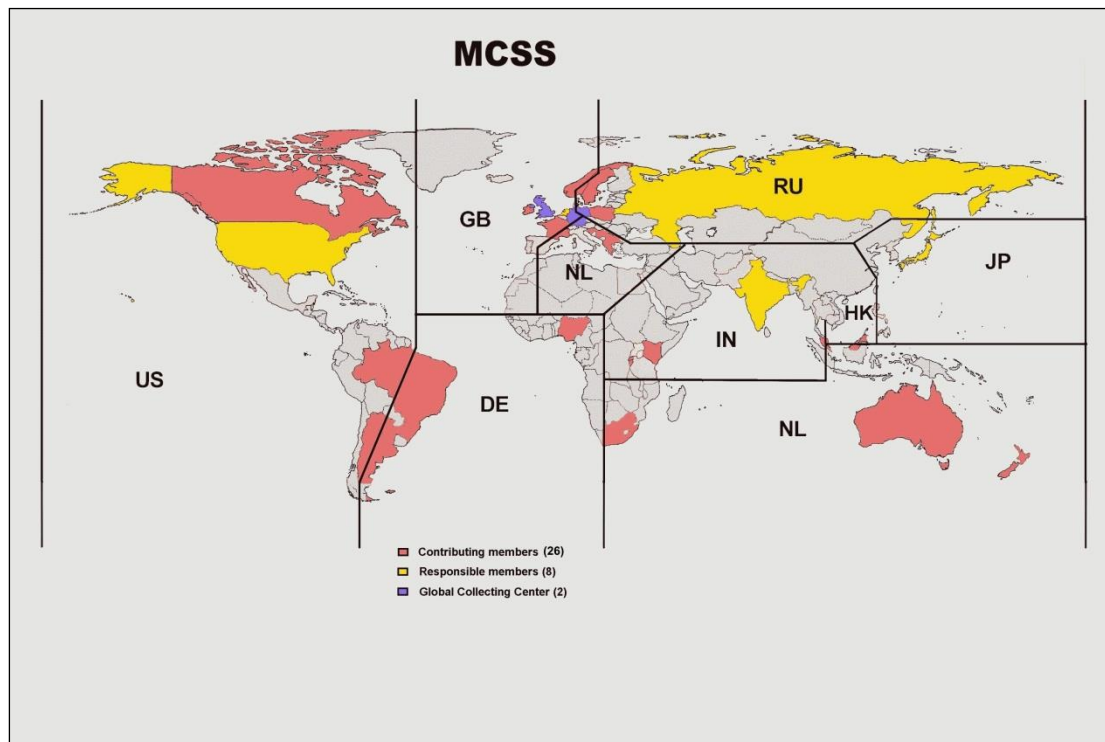 MCSS
RU
GB
NL
JP
HK
IN
US
DE
NL
Contributing members (26)
Responsible members (8)
Global Collecting Center (2)